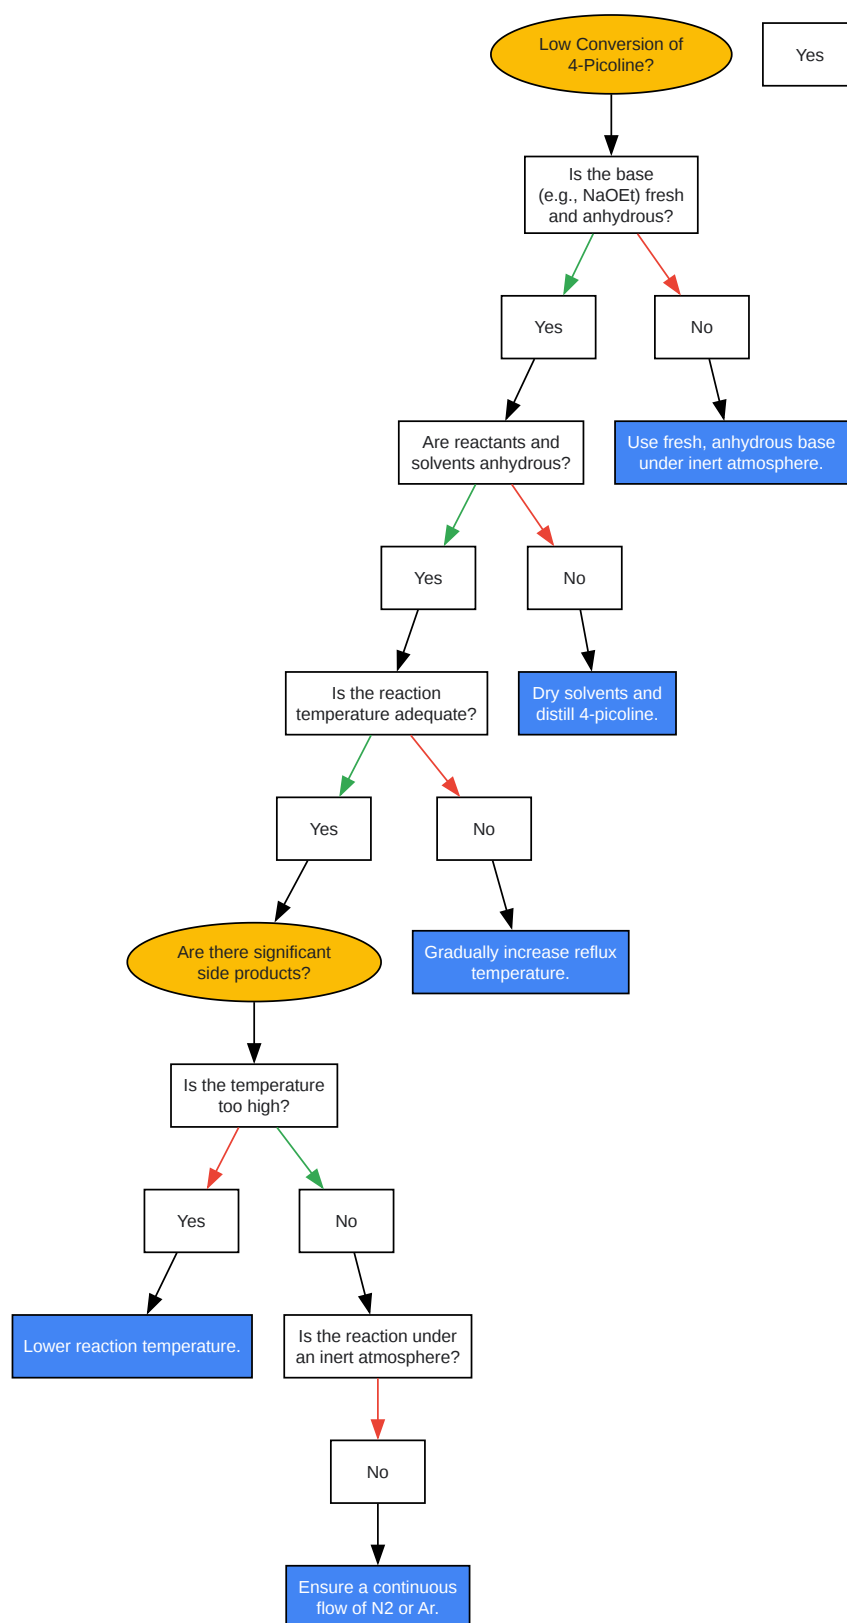 Low Conversion of
4-Picoline?
Yes
Is the base
(e.g., NaOEt) fresh
and anhydrous?
Yes
No
Are reactants and
solvents anhydrous?
Use fresh, anhydrous base
under inert atmosphere.
Yes
No
Is the reaction
temperature adequate?
Dry solvents and
distill 4-picoline.
Yes
No
Are there significant
side products?
Gradually increase reflux
temperature.
Is the temperature
too high?
Yes
No
Lower reaction temperature.
Is the reaction under
an inert atmosphere?
No
Ensure a continuous
flow of N2 or Ar.